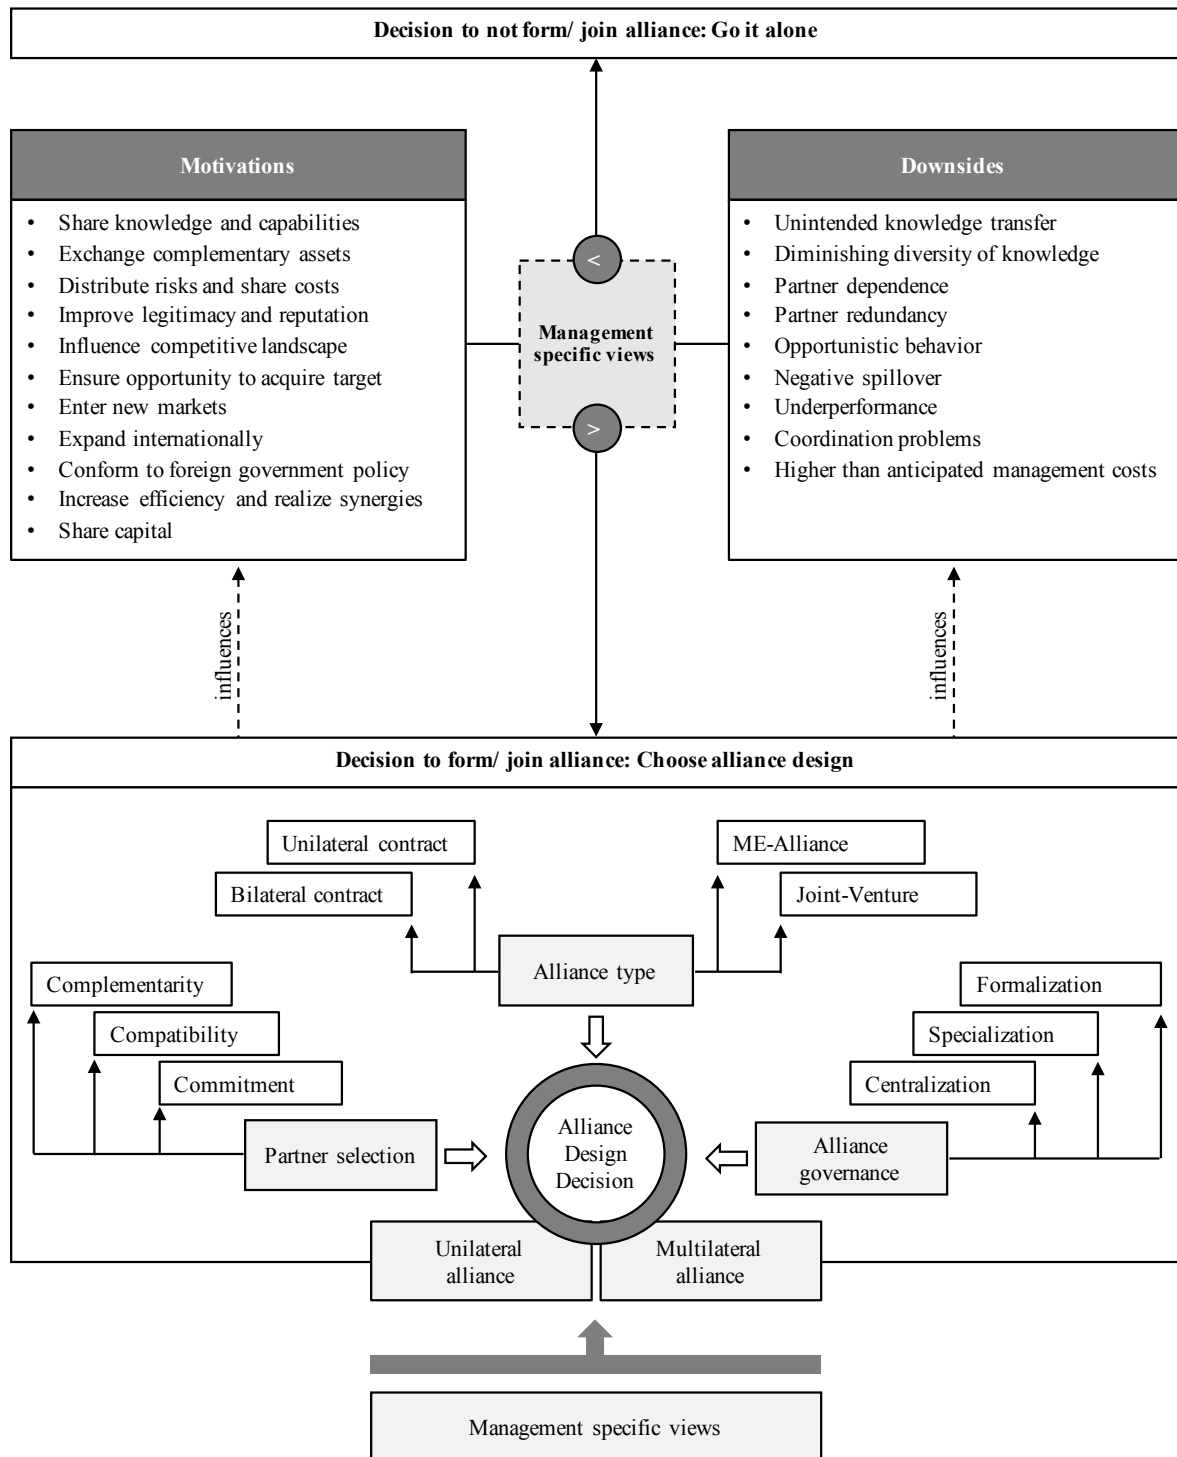 Decision to not form/ join alliance: Go it alone
Motivations
• Share knowledge and capabilities
• Exchange complementary assets
• Distribute risks and share costs
• Improve legitimacy and reputation
• Influence competitive landscape
• Ensure opportunity to acquire target
• Enter new markets
• Expand internationally
• Conform to foreign government policy
• Increase efficiency and realize synergies
• Share capital
<
Management
specific views
>
Downsides
• Unintended knowledge transfer
• Diminishing diversity of knowledge
• Partner dependence
• Partner redundancy
• Opportunistic behavior
• Negative spillover
• Underperformance
• Coordination problems
• Higher than anticipated management costs
influences
influences
Decision to form/ join alliance: Choose alliance design
Unilateral contract
Bilateral contract
ME-Alliance
Joint-Venture
Alliance type
Complementarity
Compatibility
Commitment
Partner selection
Formalization
Specialization
Centralization
Alliance
governance
Alliance
Design
Decision
Unilateral
alliance
Multilateral
alliance
Management specific views